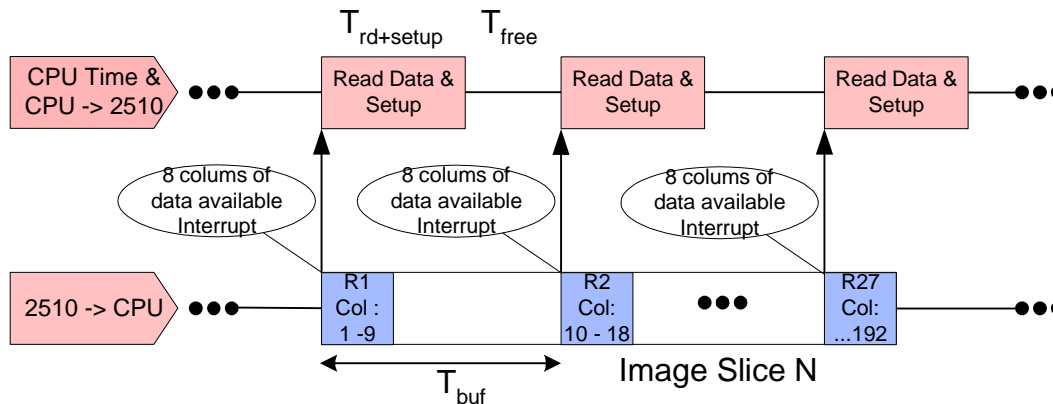 T rd+setup
T free
CPU Time &
CPU -> 2510
Read Data &
Setup
Read Data &
Setup
Read Data &
Setup
8 colums of
data available
Interrupt
8 colums of
data available
Interrupt
8 colums of
data available
Interrupt
2510 -> CPU
R1
Col :
1 -9
R2
Col:
10 - 18
R27
Col:
...192
T buf
Image Slice N